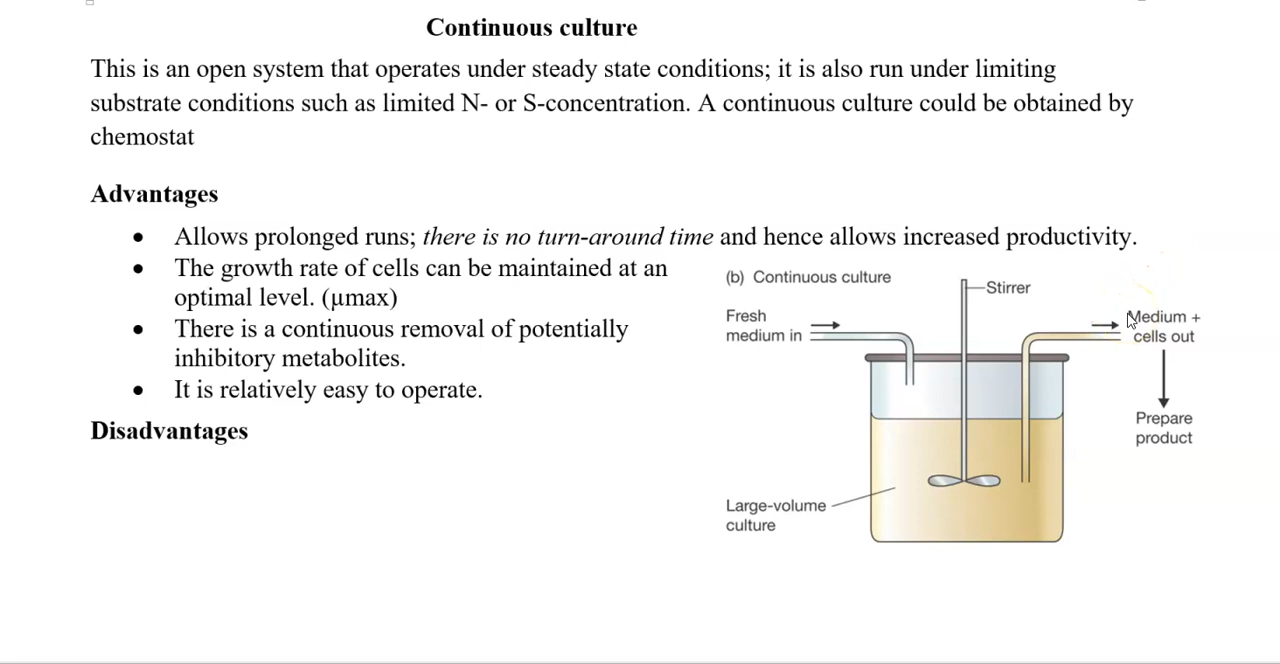 Continuous culture
This is an open system that operates under steady state conditions; it is also run under limiting
substrate conditions such as limited N- or S-concentration. A continuous culture could be obtained by
chemostat
Advantages
• Allows prolonged runs; there is no turn-around time and hence allows increased productivity.
• The growth rate of cells can be maintained at an
optimal level. (µmax)
• There is a continuous removal of potentially
inhibitory metabolites.
• It is relatively easy to operate.
Disadvantages
(b) Continuous culture
Stirrer
Fresh
medium in
Medium +
cells out
Prepare
product
Large-volume
culture